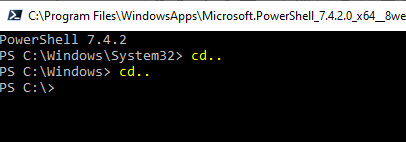 C:\Program Files\WindowsApps\Microsoft.PowerShell_7.4.2.0_x64__8we
PowerShell 7.4.2
PS C:\Windows\System32> cd..
PS C:\Windows> cd..
PS C:\>